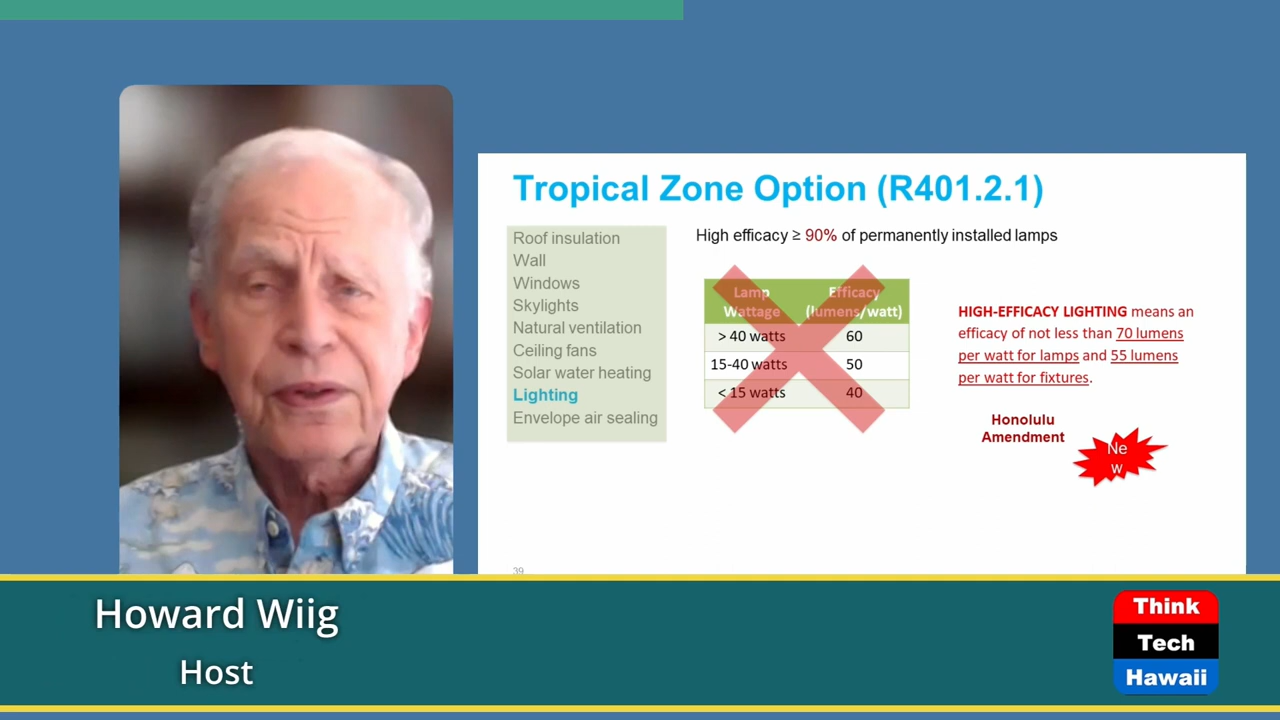 Tropical Zone Option (R401.2.1)
Roof insulation
Wall
Windows
Skylights
Natural ventilation
Ceiling fans
Solar water heating
Lighting
Envelope air sealing
High efficacy ≥ 90% of permanently installed lamps
Lamp Wattage Efficacy (lumens/watt)
> 40 watts 60
15-40 watts 50
< 15 watts 40
HIGH-EFFICACY LIGHTING means an
efficacy of not less than 70 lumens
per watt for lamps and 55 lumens
per watt for fixtures.
Honolulu
Amendment
Ne
w
39
Howard Wiig
Host
Think
Tech
Hawaii